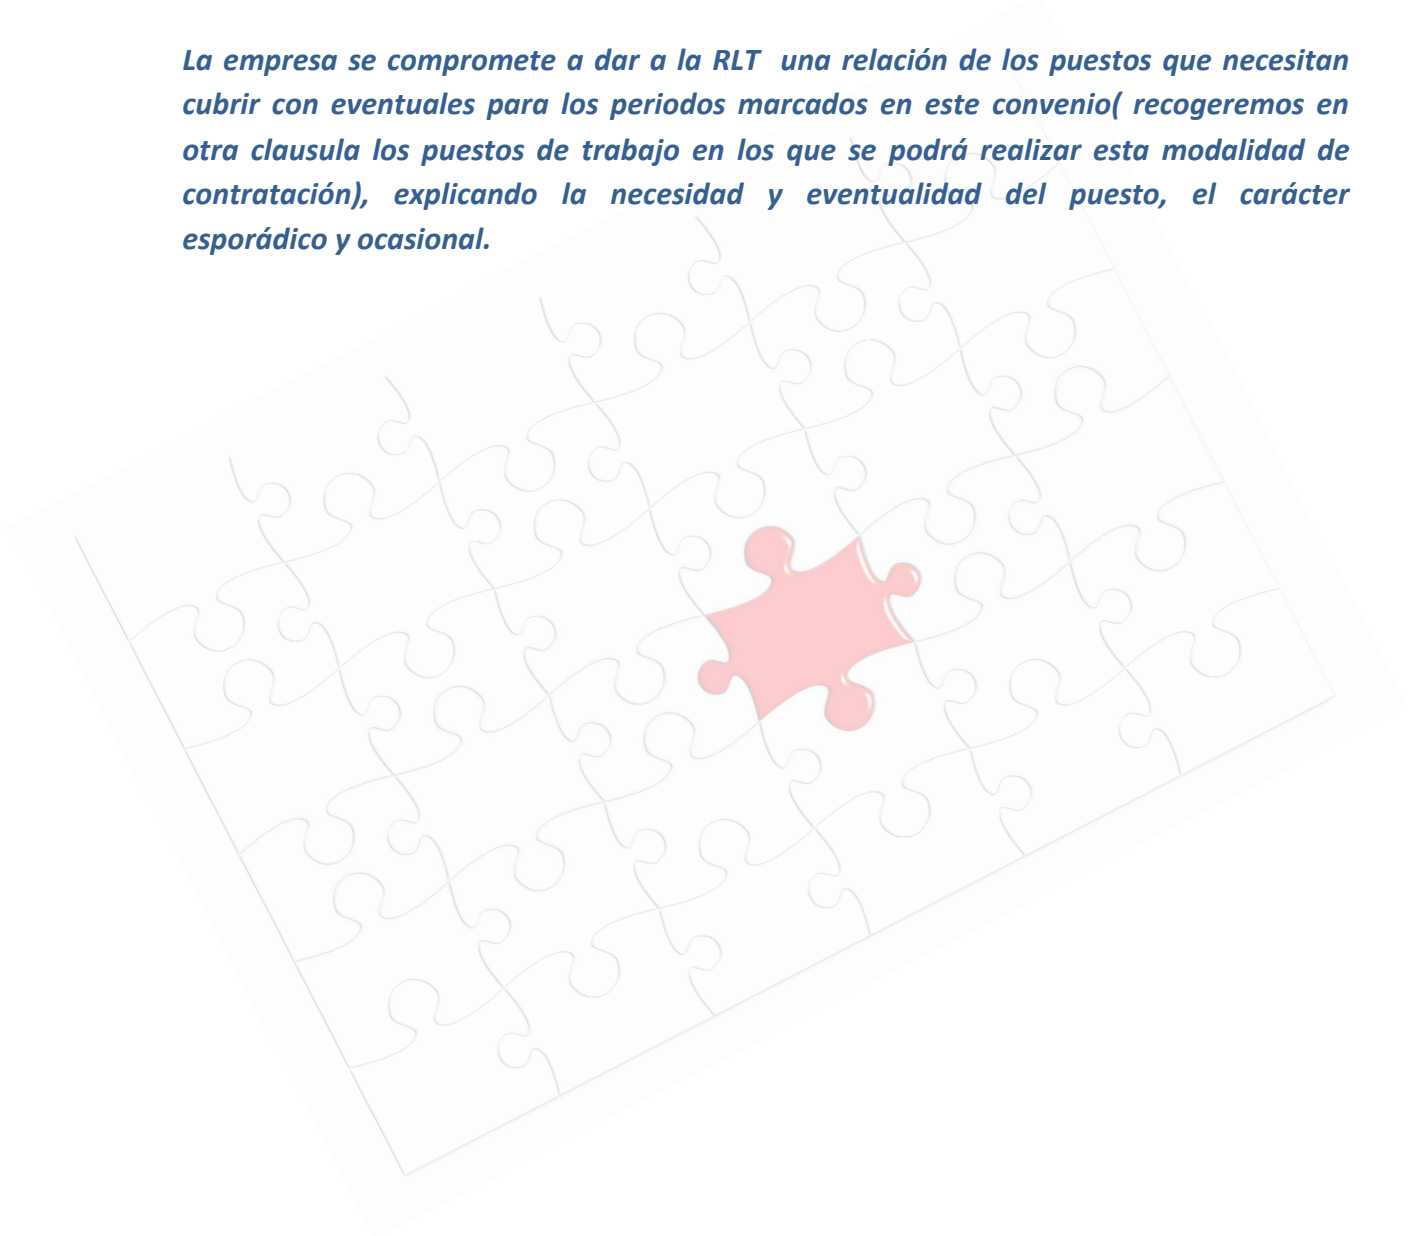 La empresa se compromete a dar a la RLT una relación de los puestos que necesitan
cubrir con eventuales para los periodos marcados en este convenio( recogeremos en
otra clausula los puestos de trabajo en los que se podrá realizar esta modalidad de
contratación), explicando la necesidad y eventualidad del puesto, el carácter
esporádico y ocasional.